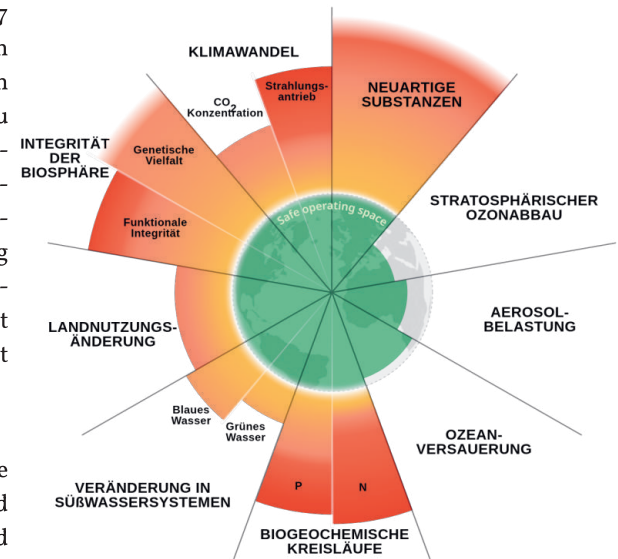 7
n
n
u
-
-
-
g
-
t
t
e
d
d
KLIMAWANDEL
Strahlungs-
antrieb
CO2
Konzentration
NEUARTIGE
SUBSTANZEN
INTEGRITÄT
DER
BIOSPHÄRE
Genetische
Vielfalt
Funktionale
Integrität
Safe operating space
STRATOSPHÄRISCHER
OZONABBAU
AEROSOL-
BELASTUNG
LANDNUTZUNGS-
ÄNDERUNG
Blaues
Wasser
Grünes
Wasser
OZEAN-
VERSAUERUNG
VERÄNDERUNG IN
SÜßWASSERSYSTEMEN
P
N
BIOGEOCHEMISCHE
KREISLÄUFE